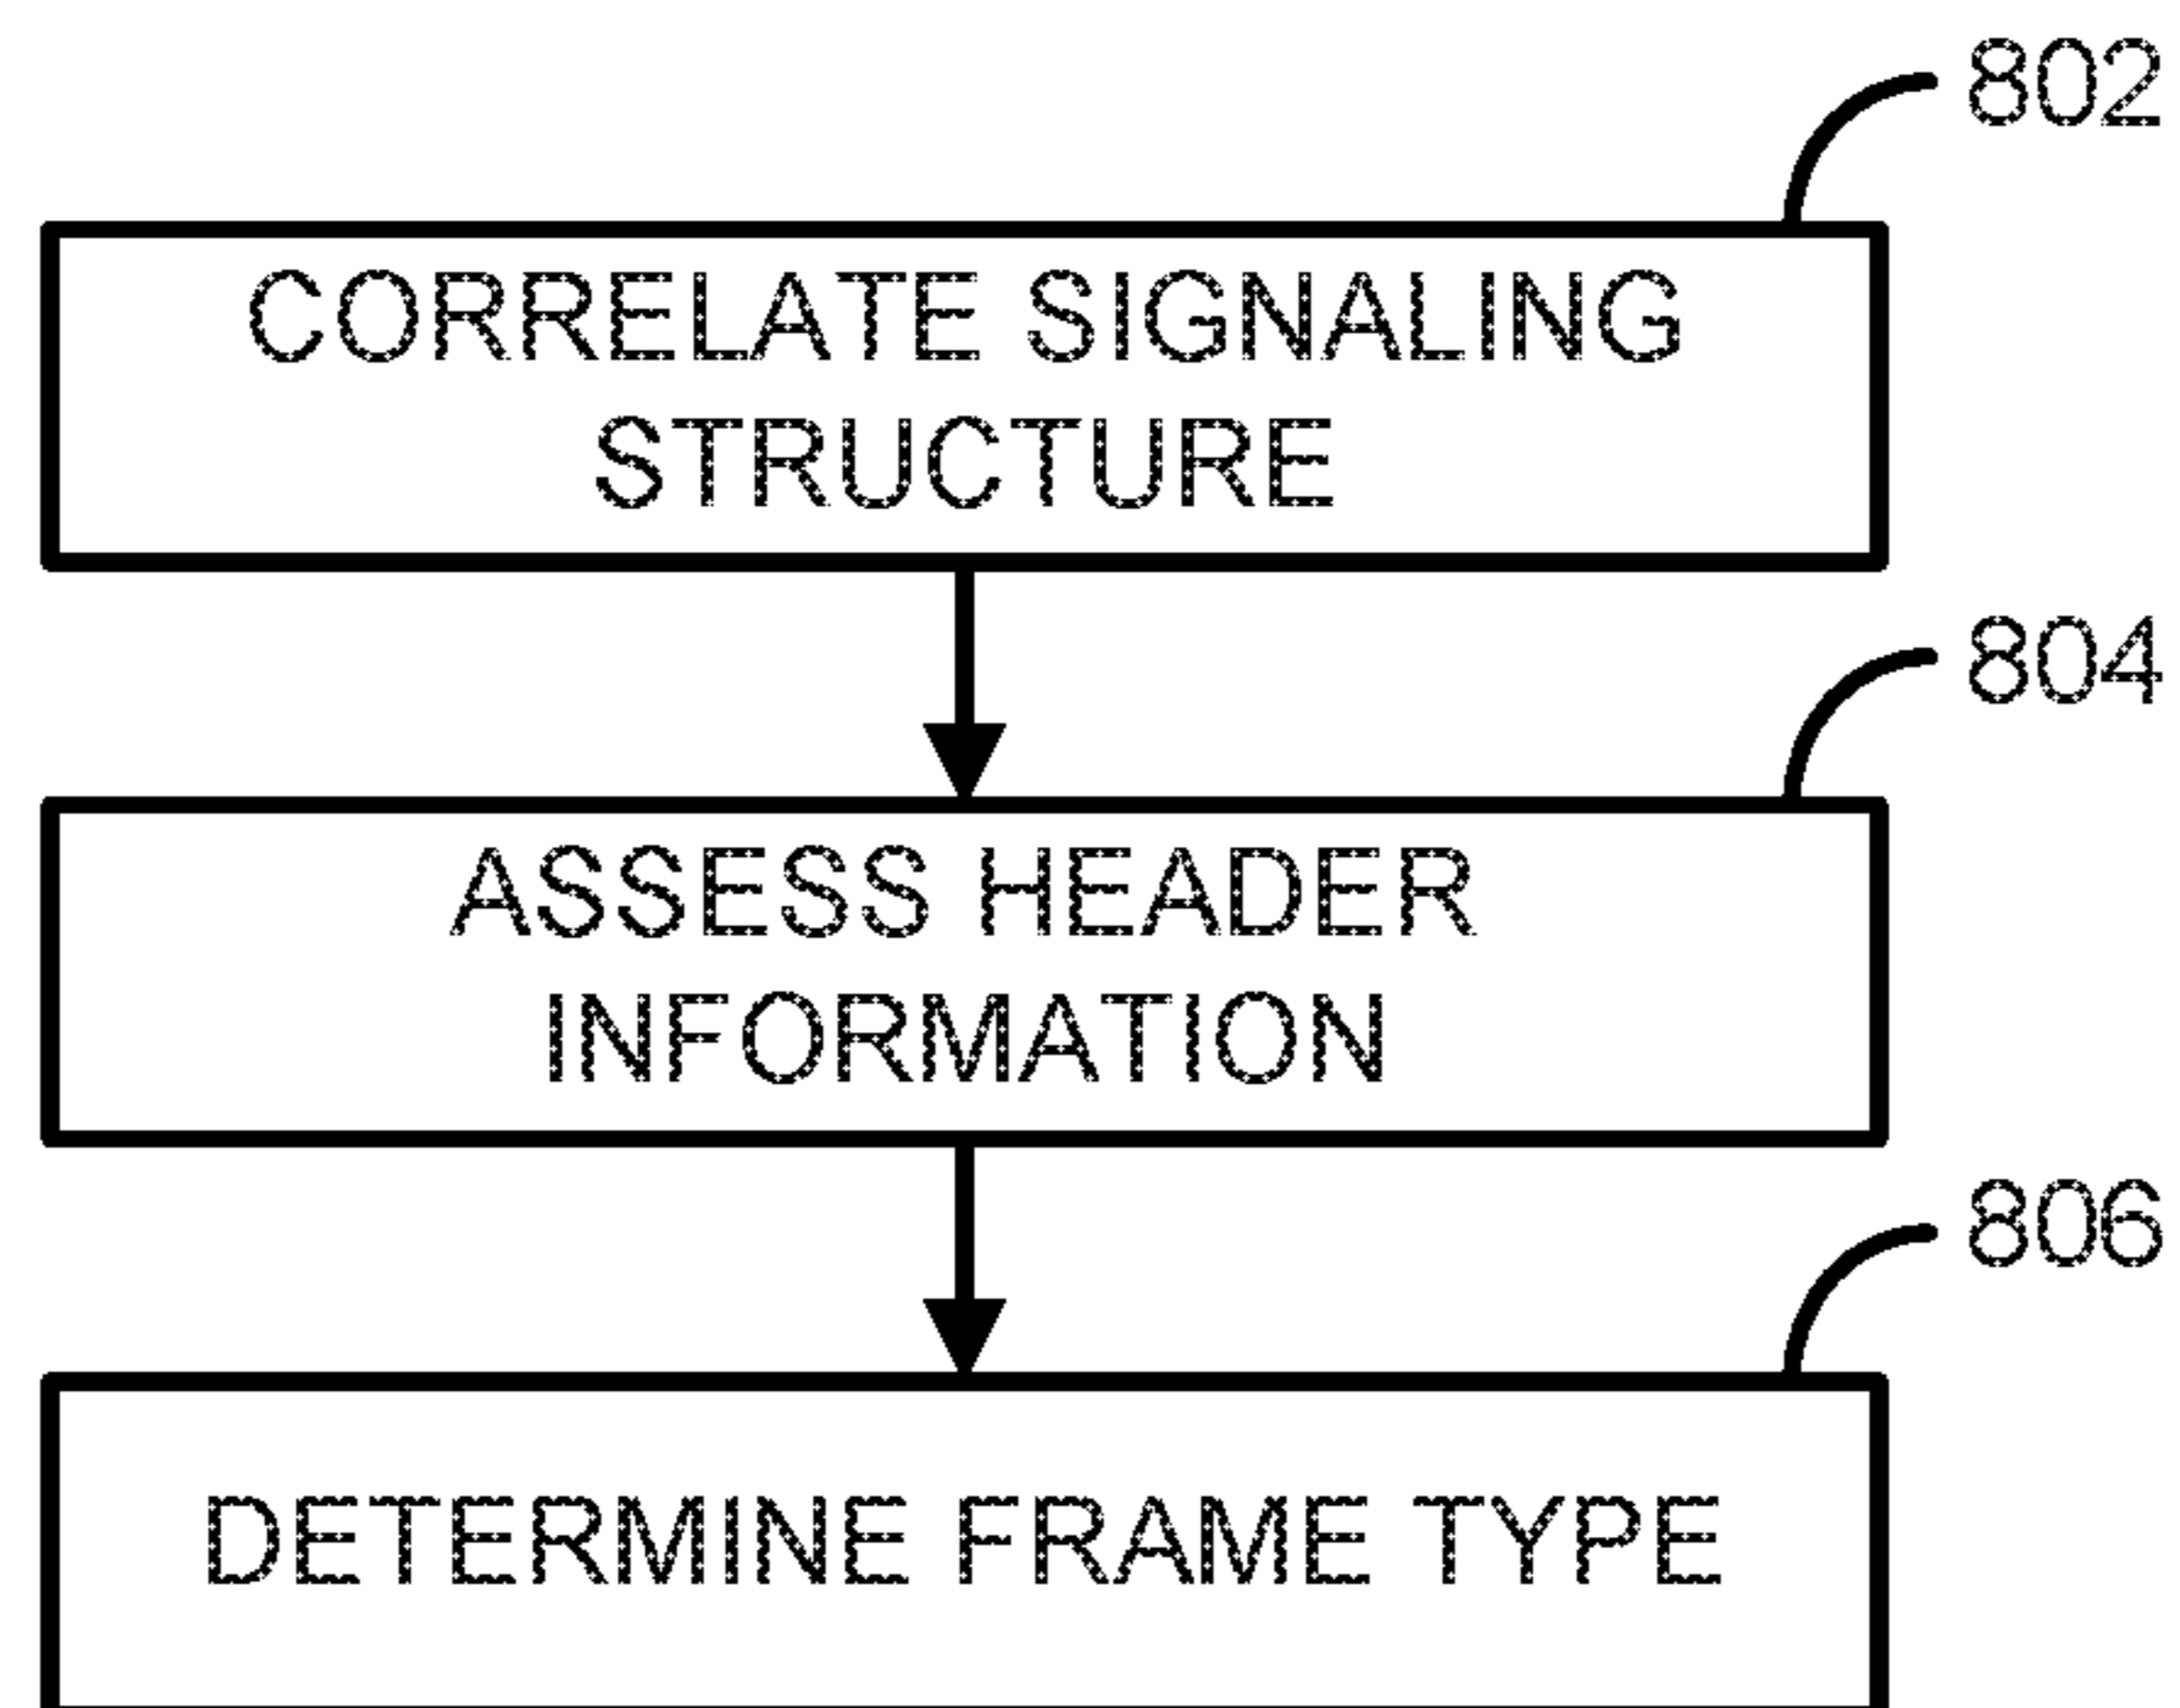 802
CORRELATE SIGNALING
STRUCTURE
804
ASSESS HEADER
INFORMATION
806
DETERMINE FRAME TYPE